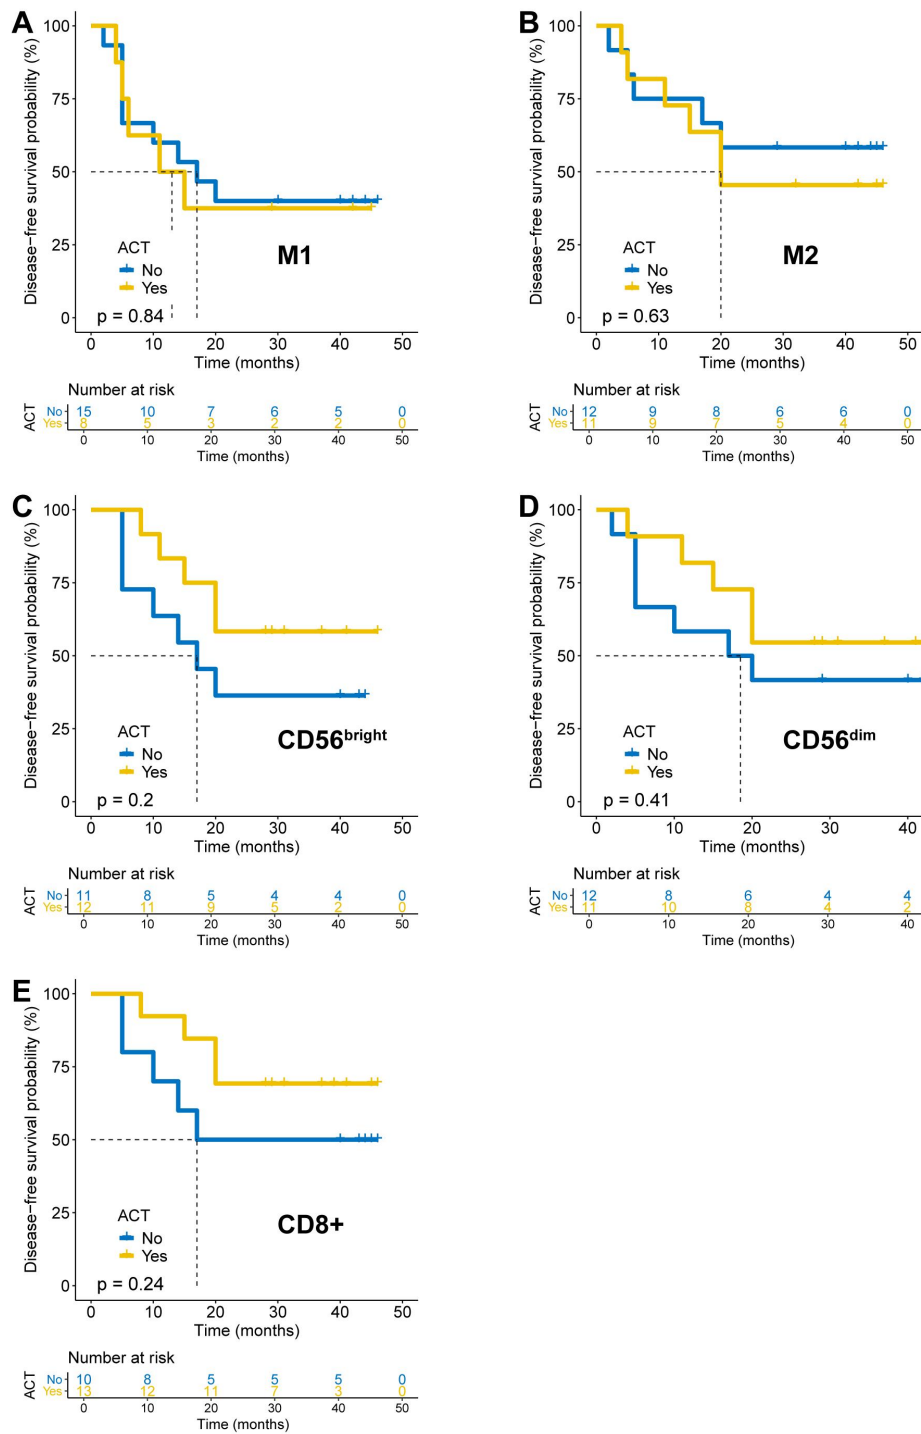 A
Disease−free survival probability (%)
100
75
50
25
0
ACT
No
Yes
M1
p = 0.84
0 10 20 30 40 50
Time (months)
Number at risk
ACT
No 15 10 7 6 5 0
Yes 8 5 3 2 2 0
0 10 20 30 40 50
Time (months)
B
Disease−free survival probability (%)
100
75
50
25
0
ACT
No
Yes
M2
p = 0.63
0 10 20 30 40 50
Time (months)
Number at risk
ACT
No 12 9 8 6 6 0
Yes 11 9 7 5 4 0
0 10 20 30 40 50
Time (months)
C
Disease−free survival probability (%)
100
75
50
25
0
ACT
No
Yes
CD56bright
p = 0.2
0 10 20 30 40 50
Time (months)
Number at risk
ACT
No 11 8 5 4 4 0
Yes 12 11 9 5 2 0
0 10 20 30 40 50
Time (months)
D
Disease−free survival probability (%)
100
75
50
25
0
ACT
No
Yes
CD56dim
p = 0.41
0 10 20 30 40
Time (months)
Number at risk
ACT
No 12 8 6 4 4
Yes 11 10 8 4 2
0 10 20 30 40
Time (months)
E
Disease−free survival probability (%)
100
75
50
25
0
ACT
No
Yes
CD8+
p = 0.24
0 10 20 30 40 50
Time (months)
Number at risk
ACT
No 10 8 5 5 5 0
Yes 13 12 11 7 3 0
0 10 20 30 40 50
Time (months)